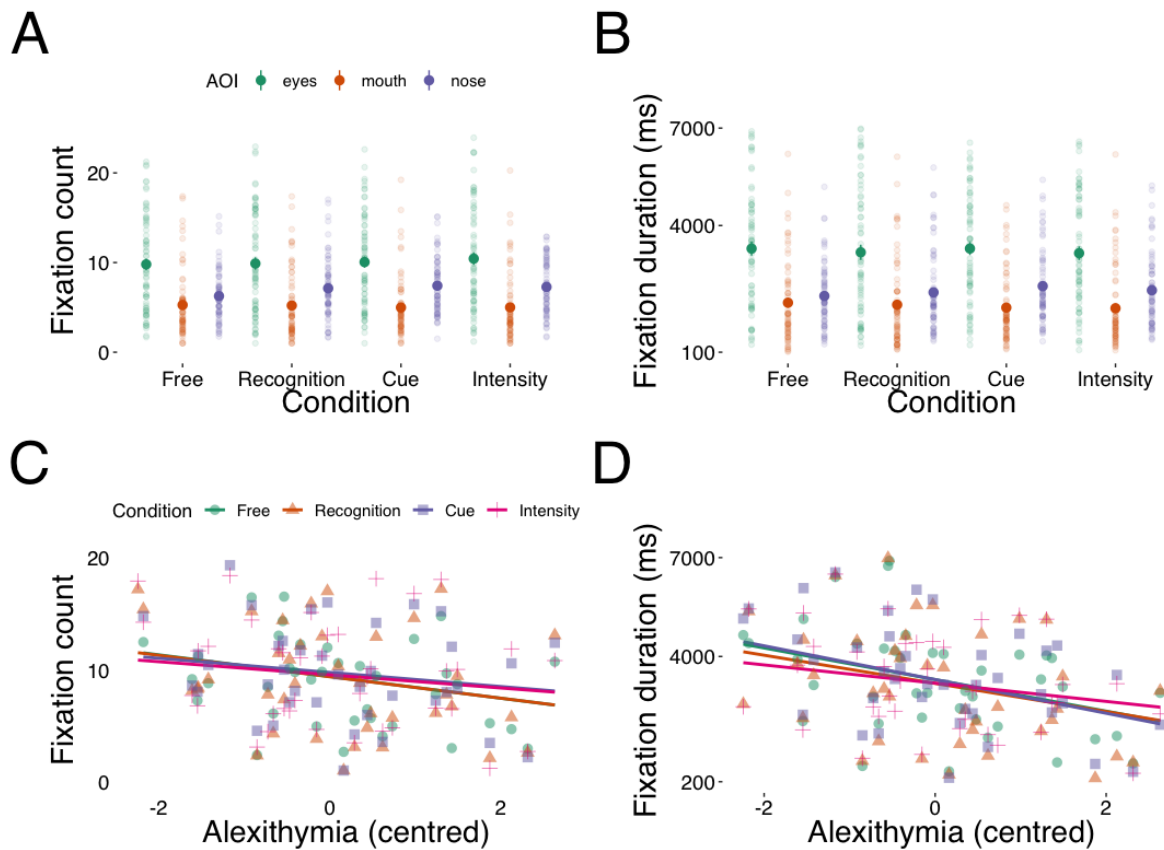 A
AOI eyes mouth nose
Fixation count
20
10
0
Free Recognition Cue Intensity
Condition
B
Fixation duration (ms)
7000
4000
100
Free Recognition Cue Intensity
Condition
C
Condition Free Recognition Cue Intensity
Fixation count
20
10
0
-2 0 2
Alexithymia (centred)
D
Fixation duration (ms)
7000
4000
200
-2 0 2
Alexithymia (centred)